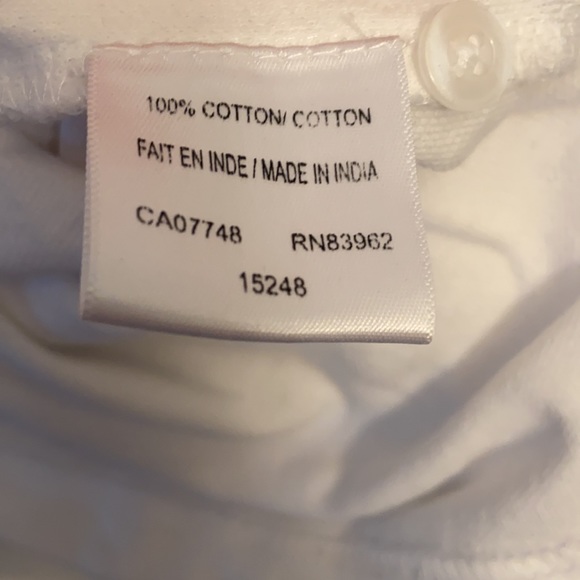 100% COTTON/ COTTON
FAIT EN INDE / MADE IN INDIA
CA07748 RN83962
15248